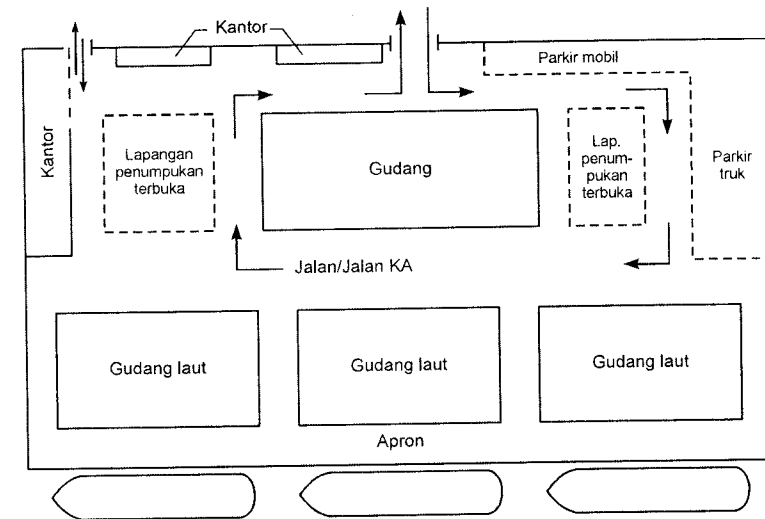 Kantor
Parkir mobil
Kantor
Lapangan
penumpukan
terbuka
Gudang
Lap.
penum-
pukan
terbuka
Parkir
truk
Jalan/Jalan KA
Gudang laut
Gudang laut
Gudang laut
Apron